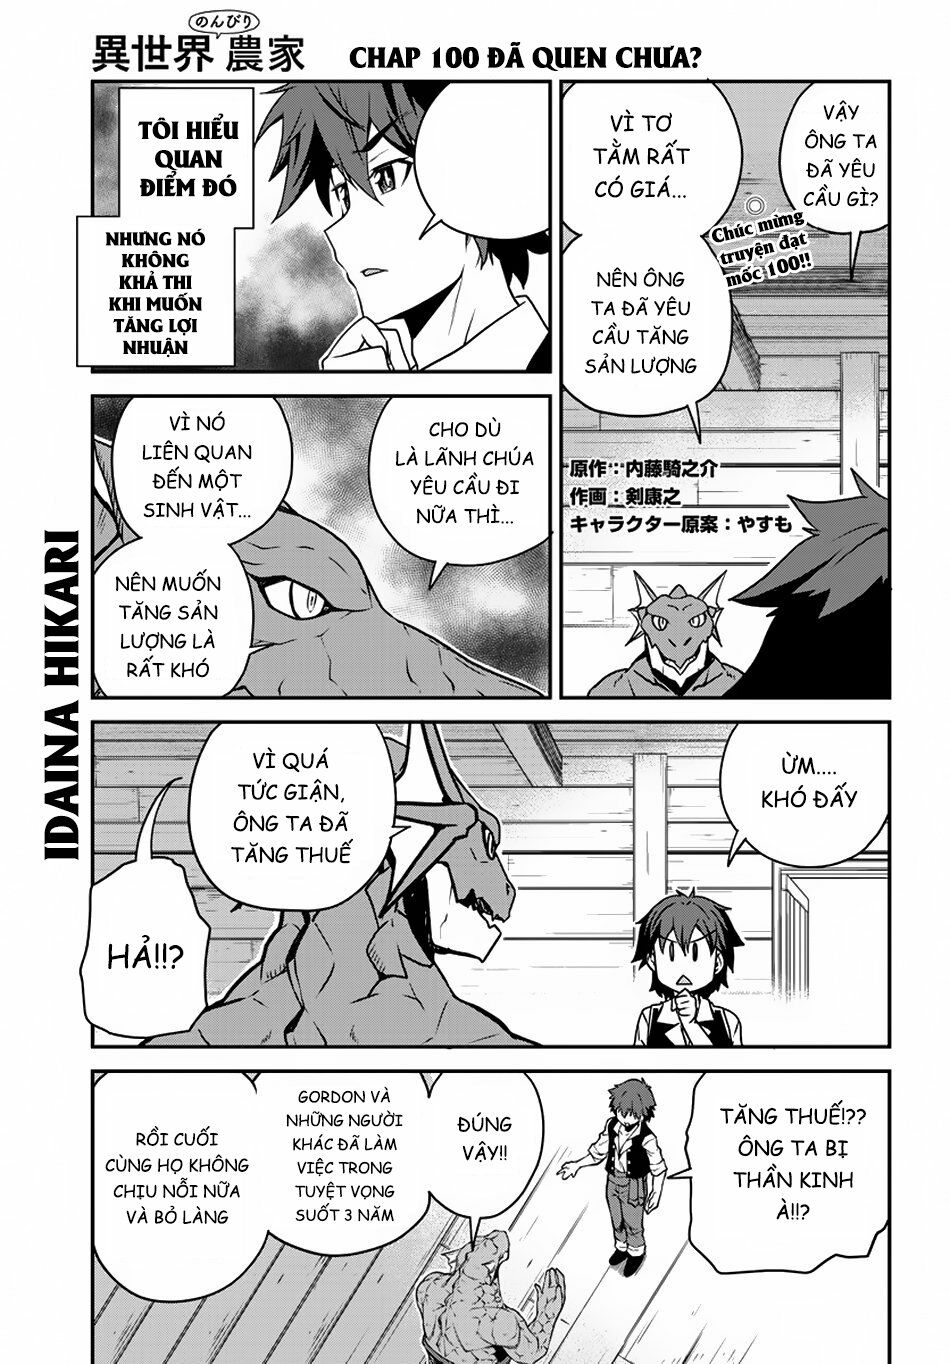 のんびり
異世界農家
CHAP 100 ĐÃ QUEN CHƯA?
VẬY
ÔNG TA
ĐÃ YÊU
CẦU GÌ?
VÌ TƠ
TẰM RẤT
CÓ GIÁ...
Chúc mừng
truyện đạt
mốc 100!!
NÊN ÔNG
TA ĐÃ YÊU
CẦU TĂNG
SẢN LƯỢNG
原作：内藤騎之介
作画：剣康之
キャラクター原案：やすも
TÔI HIỂU
QUAN
ĐIỂM ĐÓ
NHƯNG NÓ
KHÔNG
KHẢ THI
KHI MUỐN
TĂNG LỢI
NHUẬN
CHO DÙ
LÀ LÃNH CHÚA
YÊU CẦU ĐI
NỮA THÌ...
VÌ NÓ
LIÊN QUAN
ĐẾN MỘT
SINH VẬT...
NÊN MUỐN
TĂNG SẢN
LƯỢNG LÀ
RẤT KHÓ
IDAINA HIKARI
ỪM....
KHÓ ĐẤY
VÌ QUÁ
TỨC GIẬN,
ÔNG TA ĐÃ
TĂNG THUẾ
HẢ!!?
TĂNG THUẾ!??
ÔNG TA BỊ
THẦN KINH
À!!?
ĐÚNG
VẬY!!
GORDON VÀ
NHỮNG NGƯỜI
KHÁC ĐÃ LÀM
VIỆC TRONG
TUYỆT VỌNG
SUỐT 3 NĂM
RỒI CUỐI
CÙNG HỌ KHÔNG
CHỊU NỖI NỮA
VÀ BỎ LÀNG